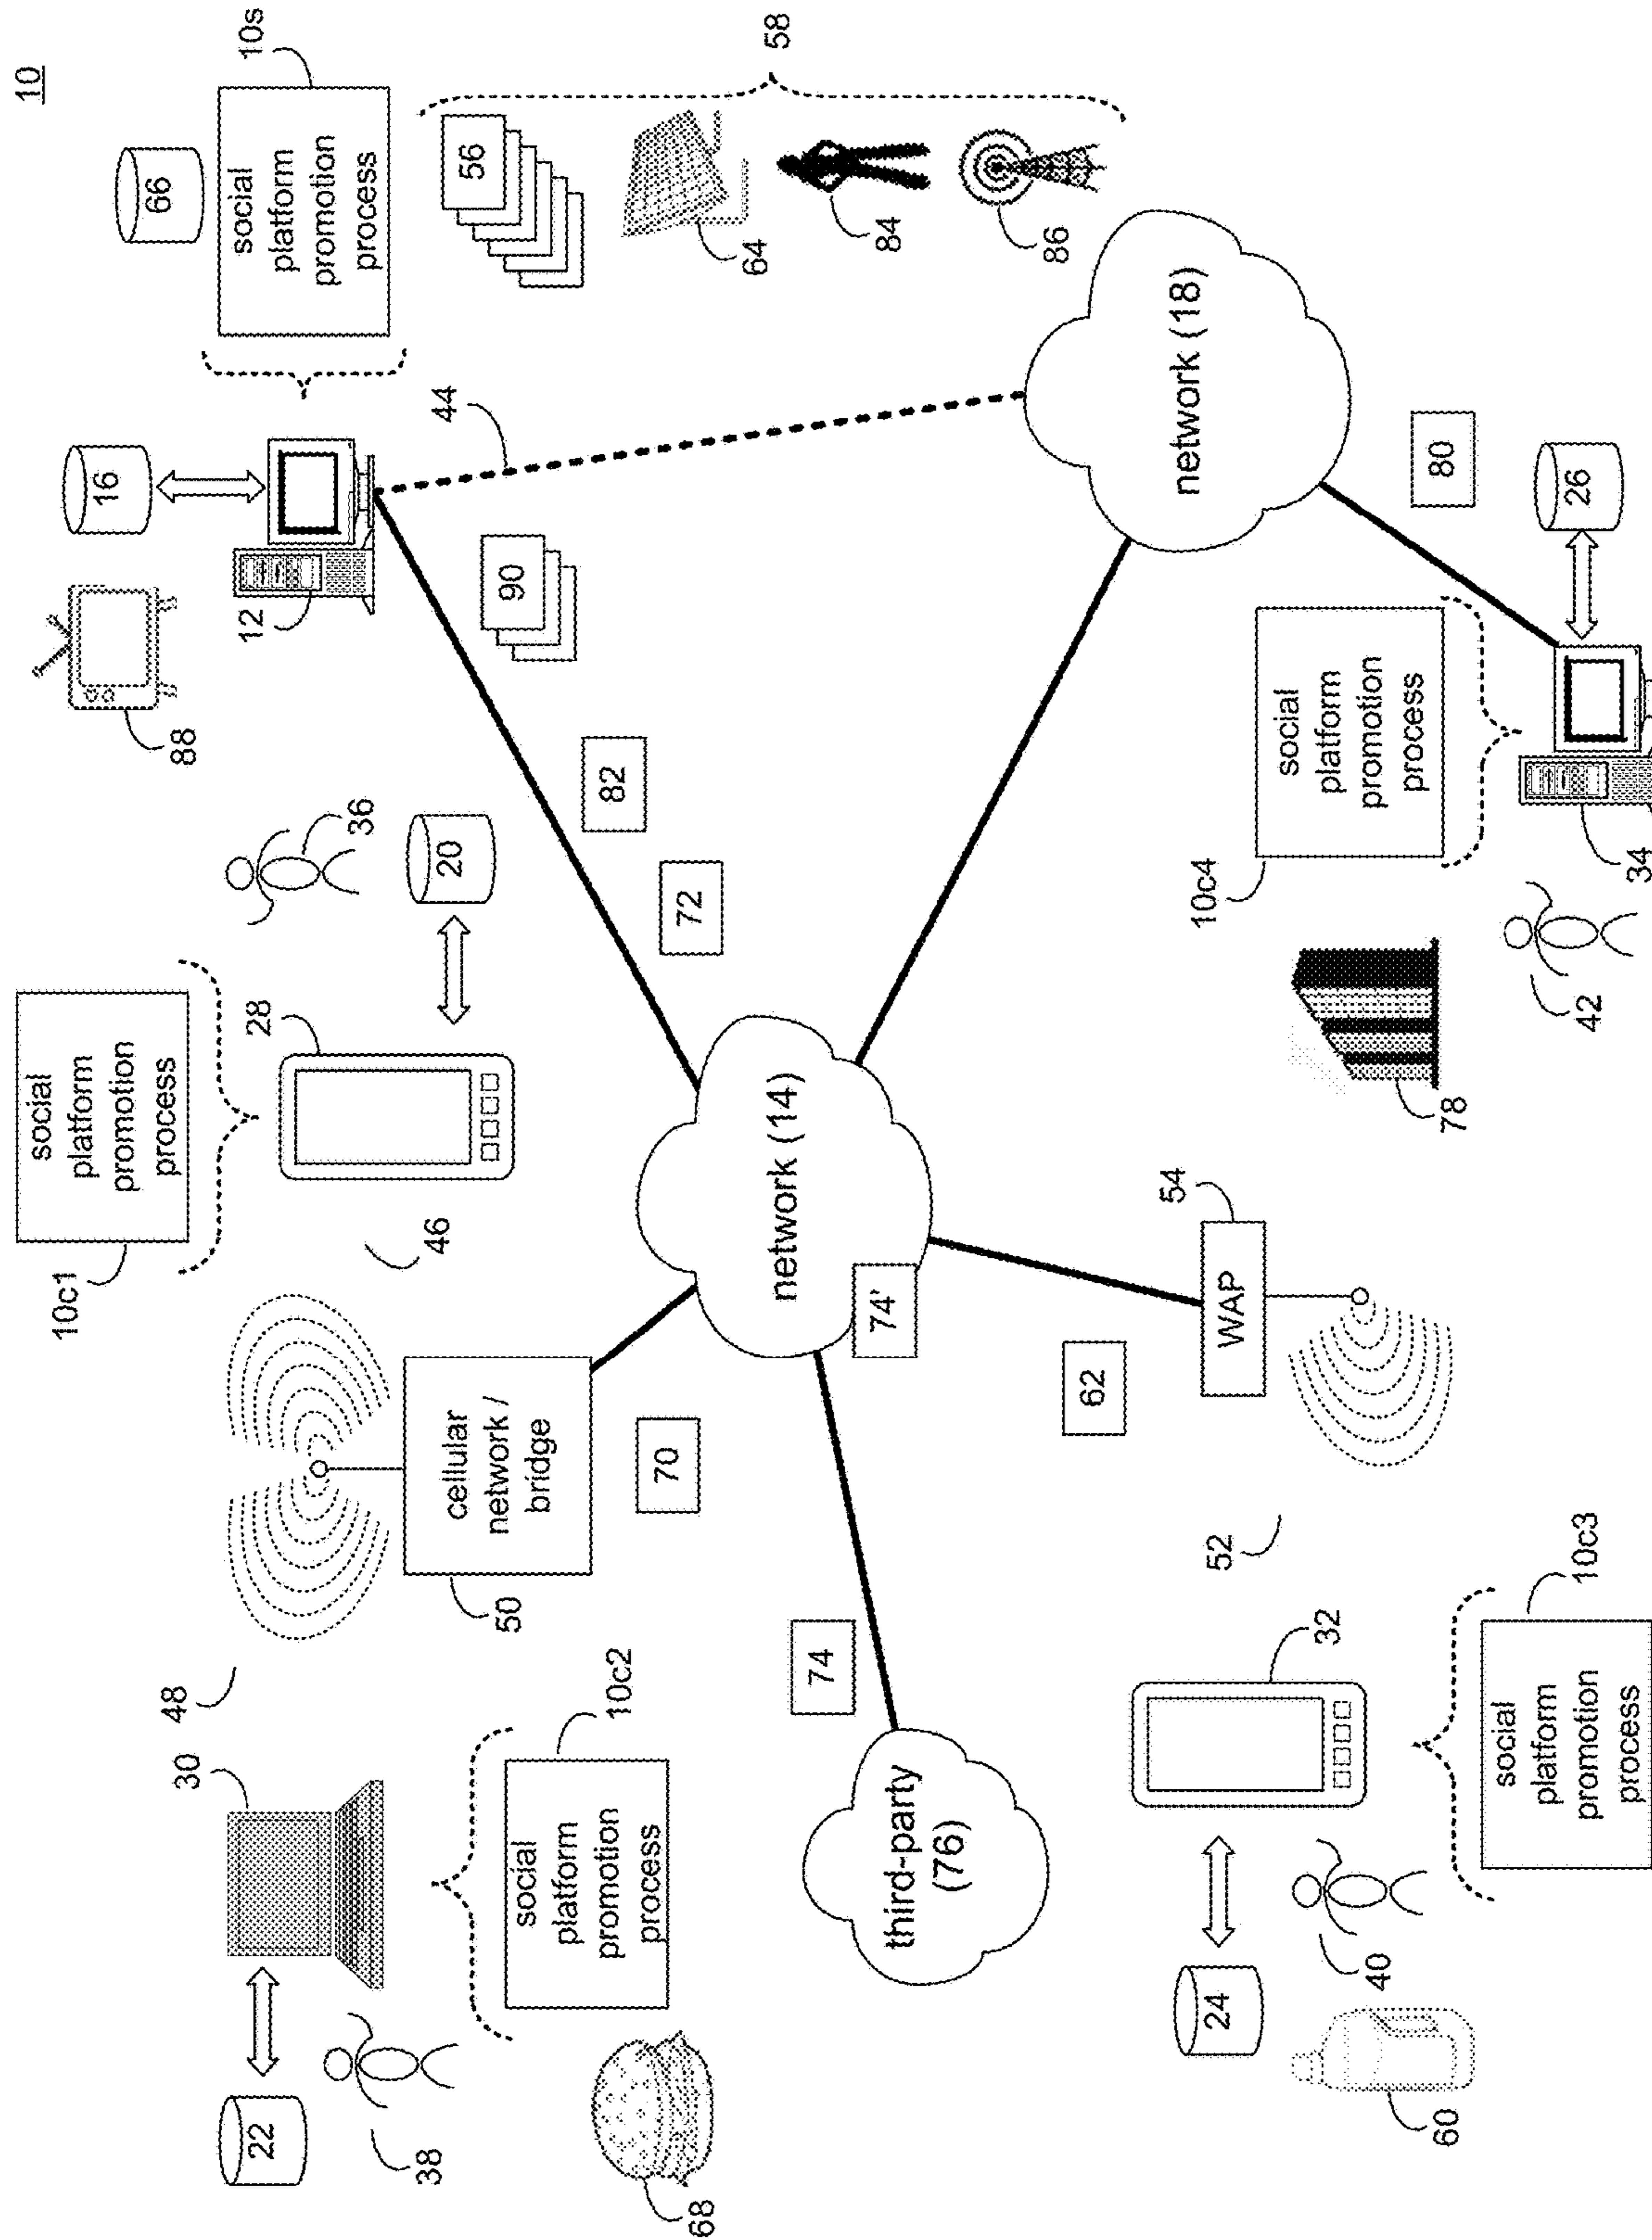 10
10c1
social
platform
promotion
process
88
16
66
10s
social
platform
promotion
process
12
28
36
20
46
44
90
82
72
56
58
64
84
86
48
30
22
38
10c2
social
platform
promotion
process
68
cellular
network /
bridge
50
70
network (14)
74'
74
third-party
(76)
62
54
WAP
52
network (18)
80
26
10c4
social
platform
promotion
process
34
42
78
32
24
40
60
10c3
social
platform
promotion
process